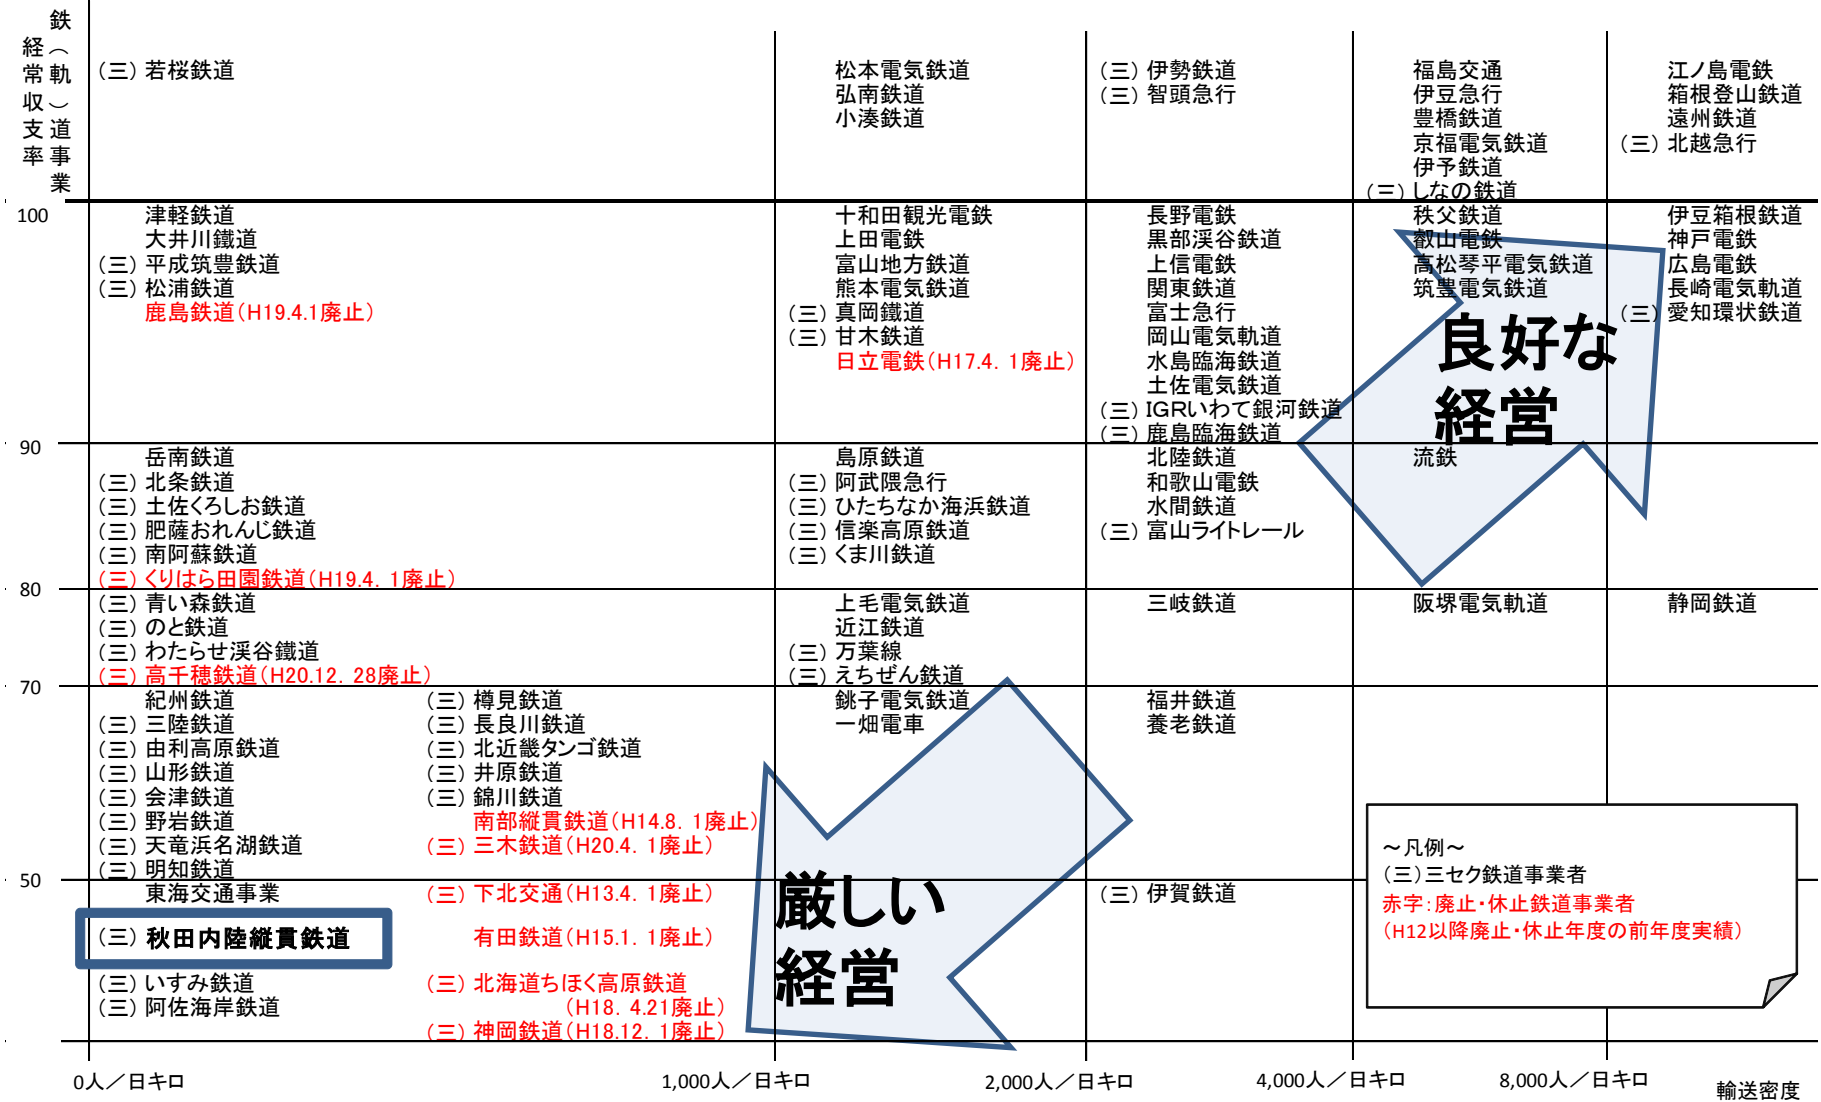 鉄（軌）道事業
経常収支率
（三）若桜鉄道
松本電気鉄道
弘南鉄道
小湊鉄道
（三）伊勢鉄道
（三）智頭急行
福島交通
伊豆急行
豊橋鉄道
京福電気鉄道
伊予鉄道
（三）しなの鉄道
江ノ島電鉄
箱根登山鉄道
遠州鉄道
（三）北越急行
100
津軽鉄道
大井川鐵道
（三）平成筑豊鉄道
（三）松浦鉄道
鹿島鉄道（H19.4.1廃止）
十和田観光電鉄
上田電鉄
富山地方鉄道
熊本電気鉄道
（三）真岡鐵道
（三）甘木鉄道
日立電鉄（H17.4. 1廃止）
長野電鉄
黒部渓谷鉄道
上信電鉄
関東鉄道
富士急行
岡山電気軌道
水島臨海鉄道
土佐電気鉄道
（三）IGRいわて銀河鉄道
（三）鹿島臨海鉄道
秩父鉄道
叡山電鉄
高松琴平電気鉄道
筑豊電気鉄道
伊豆箱根鉄道
神戸電鉄
広島電鉄
長崎電気軌道
（三）愛知環状鉄道
良好な
経営
90
岳南鉄道
（三）北条鉄道
（三）土佐くろしお鉄道
（三）肥薩おれんじ鉄道
（三）南阿蘇鉄道
（三）くりはら田園鉄道（H19.4. 1廃止）
島原鉄道
（三）阿武隈急行
（三）ひたちなか海浜鉄道
（三）信楽高原鉄道
（三）くま川鉄道
北陸鉄道
和歌山電鉄
水間鉄道
（三）富山ライトレール
流鉄
80
（三）青い森鉄道
（三）のと鉄道
（三）わたらせ渓谷鐵道
（三）高千穂鉄道（H20.12. 28廃止）
上毛電気鉄道
近江鉄道
（三）万葉線
（三）えちぜん鉄道
三岐鉄道
阪堺電気軌道
静岡鉄道
70
紀州鉄道
（三）三陸鉄道
（三）由利高原鉄道
（三）山形鉄道
（三）会津鉄道
（三）野岩鉄道
（三）天竜浜名湖鉄道
（三）明知鉄道
（三）樽見鉄道
（三）長良川鉄道
（三）北近畿タンゴ鉄道
（三）井原鉄道
（三）錦川鉄道
南部縦貫鉄道（H14.8. 1廃止）
（三）三木鉄道（H20.4. 1廃止）
銚子電気鉄道
一畑電車
福井鉄道
養老鉄道
50
東海交通事業
（三）秋田内陸縦貫鉄道
（三）いすみ鉄道
（三）阿佐海岸鉄道
（三）下北交通（H13.4. 1廃止）
有田鉄道（H15.1. 1廃止）
（三）北海道ちほく高原鉄道
（H18. 4.21廃止）
（三）神岡鉄道（H18.12. 1廃止）
厳しい
経営
（三）伊賀鉄道
～凡例～
（三）三セク鉄道事業者
赤字：廃止・休止鉄道事業者
（H12以降廃止・休止年度の前年度実績）
0人／日キロ
1,000人／日キロ
2,000人／日キロ
4,000人／日キロ
8,000人／日キロ
輸送密度